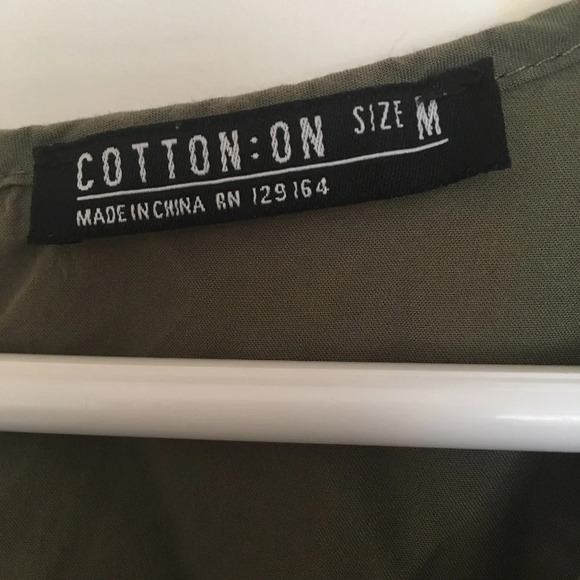 COTTON:ON SIZE M
MADE IN CHINA RN 129164